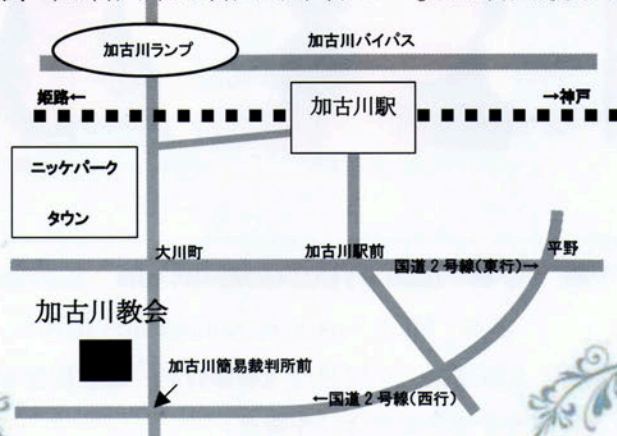 加古川ランプ
加古川バイパス
姫路←
→神戸
加古川駅
ニッケパーク
タウン
大川町
加古川駅前
平野
国道2号線(東行)→
加古川教会
加古川簡易裁判所前
←国道2号線(西行)